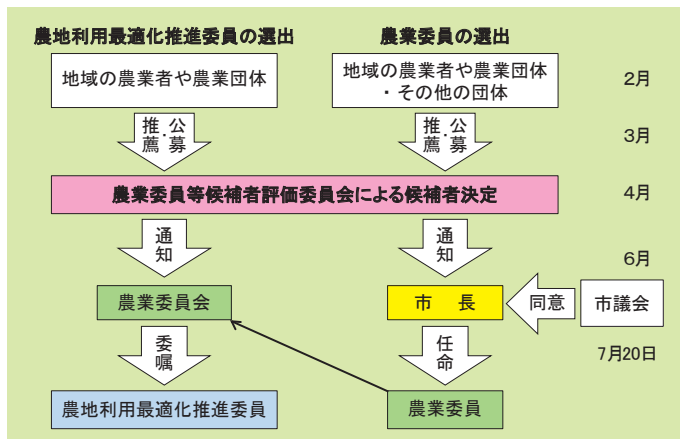 農地利用最適化推進委員の選出
農業委員の選出
地域の農業者や農業団体
地域の農業者や農業団体
・その他の団体
2月
推薦・公募
推薦・公募
3月
農業委員等候補者評価委員会による候補者決定
4月
通知
通知
6月
農業委員会
市　長
同意
市議会
委嘱
任命
7月20日
農地利用最適化推進委員
農業委員